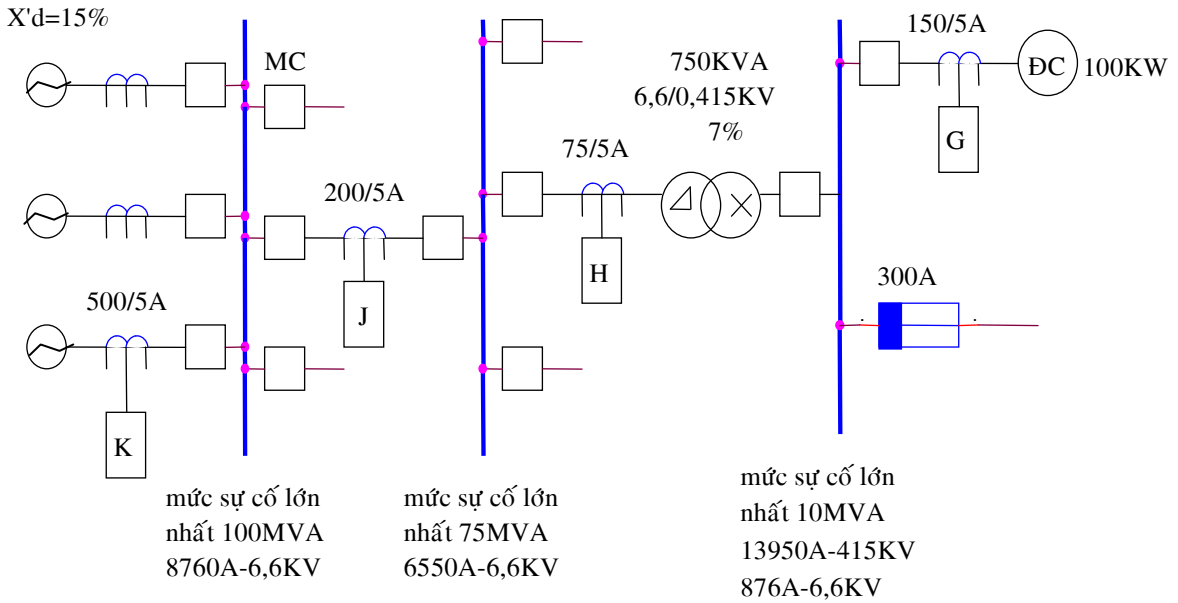 X'd=15%
MC
500/5A
K
200/5A
J
75/5A
H
750KVA
6,6/0,415KV
7%
150/5A
G
ĐC
100KW
300A
mức sự cố lớn
nhất 100MVA
8760A-6,6KV
mức sự cố lớn
nhất 75MVA
6550A-6,6KV
mức sự cố lớn
nhất 10MVA
13950A-415KV
876A-6,6KV